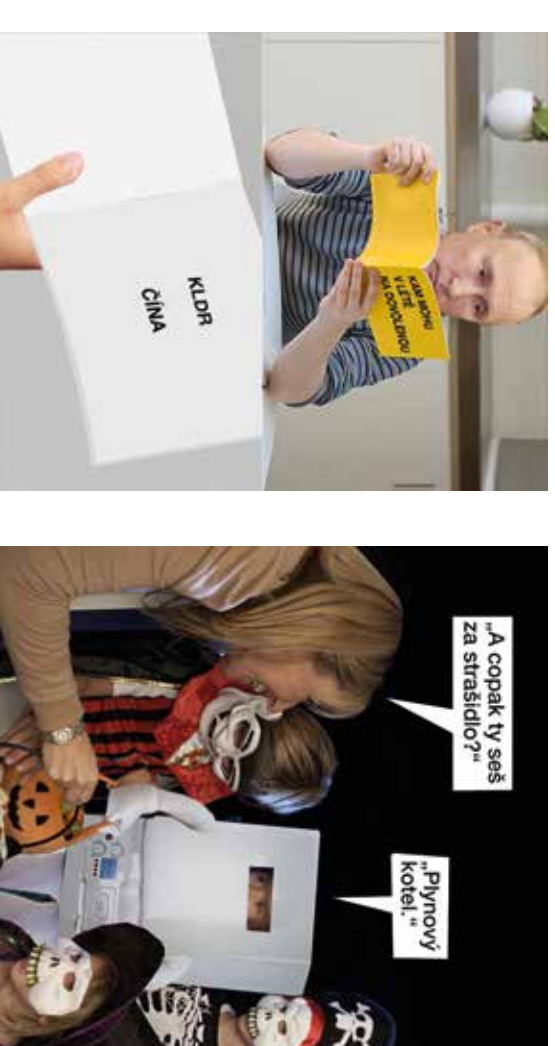 KAM MOHU
V LÉTĚ
NA DOVOLENOU
KLDR
ČÍNA
„A copak ty seš
za strašidlo?“
„Plynový
kotel.“